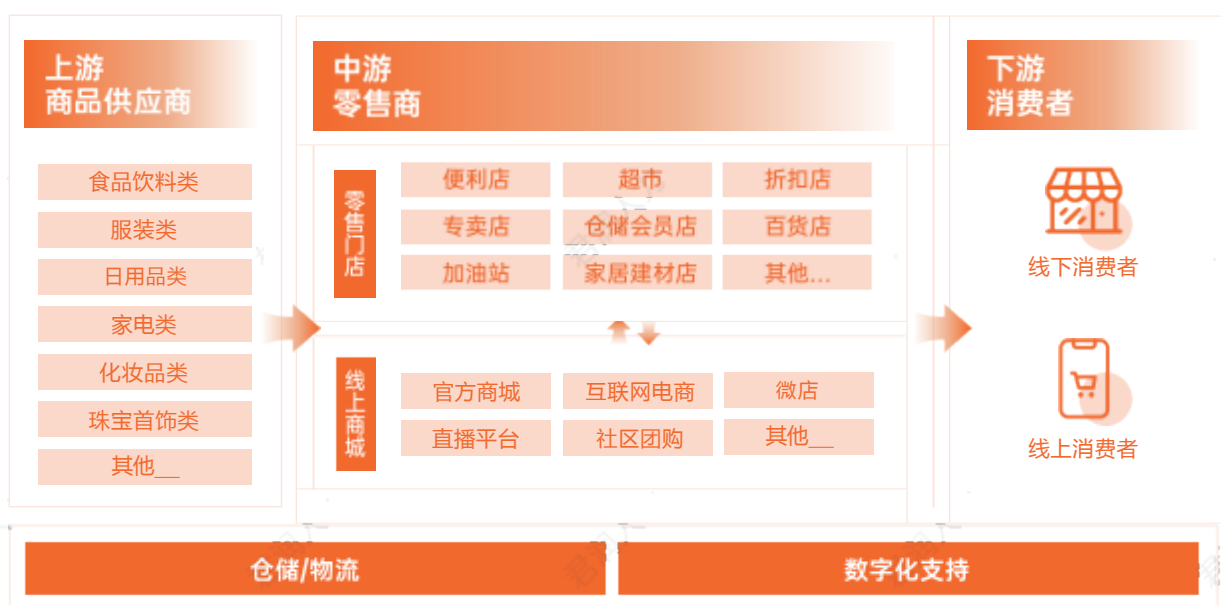 上游
商品供应商
食品饮料类
服装类
日用品类
家电类
化妆品类
珠宝首饰类
其他__
中游
零售商
零售门店
便利店
超市
折扣店
专卖店
仓储会员店
百货店
加油站
家居建材店
其他...
线上商城
官方商城
互联网电商
微店
直播平台
社区团购
其他__
下游
消费者
线下消费者
线上消费者
仓储/物流
数字化支持